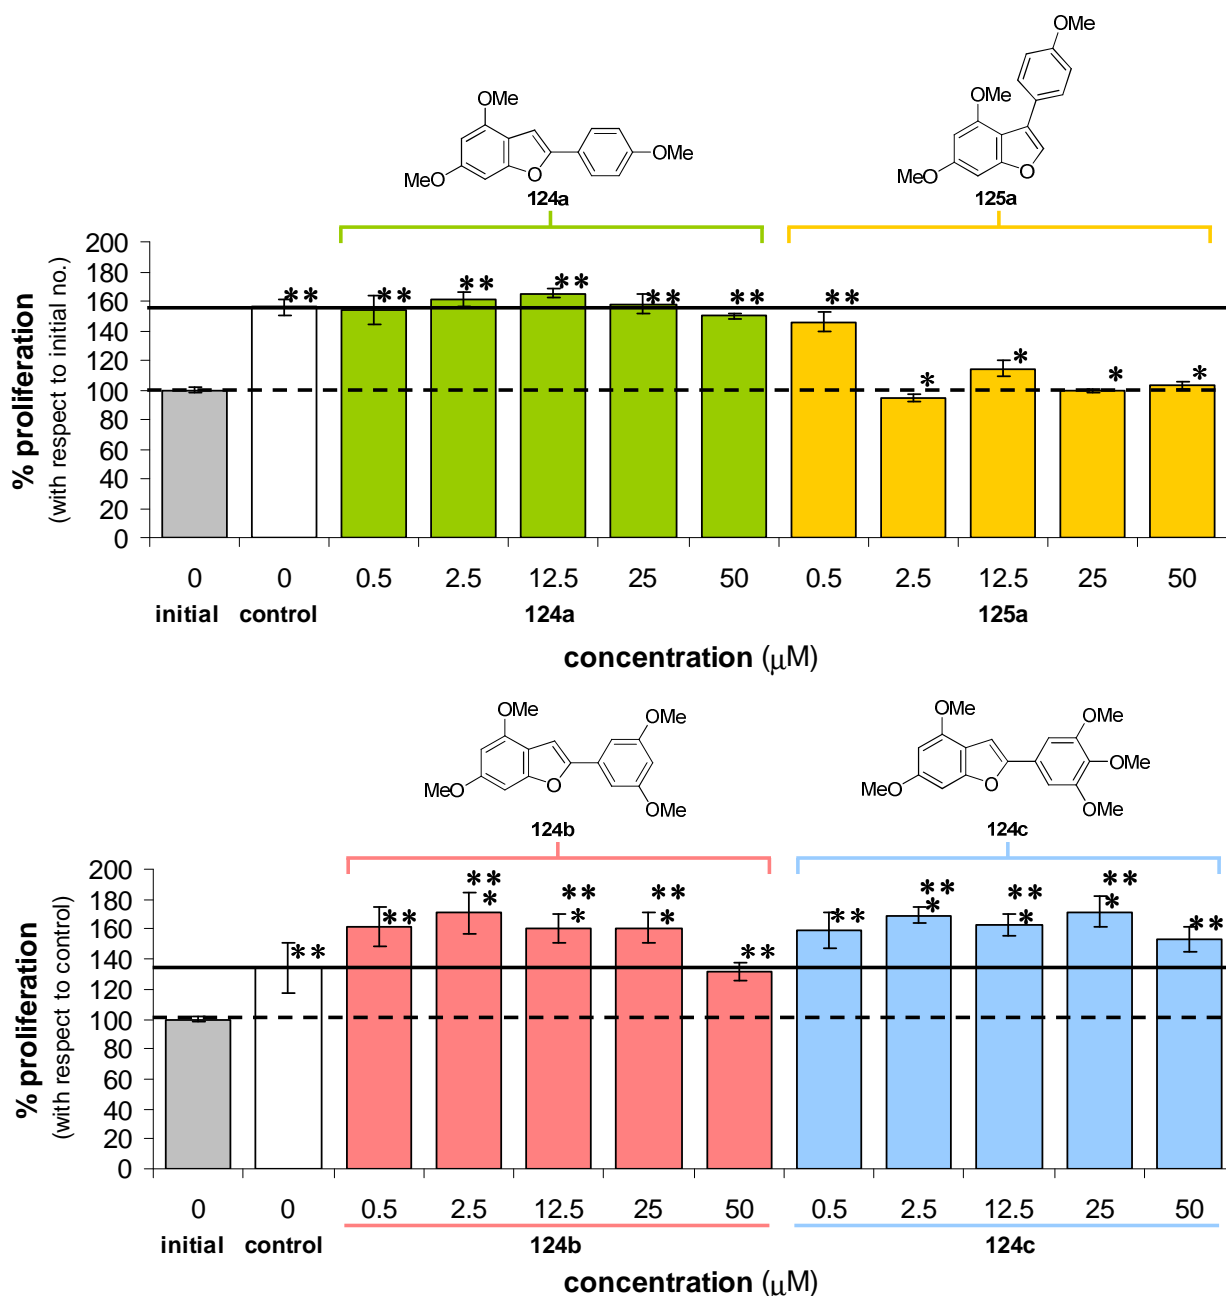 OMe
OMe
OMe
MeO
O
OMe
MeO
O
124a
125a
% proliferation
(with respect to initial no.)
200
180
160
140
120
100
80
60
40
20
0
** ** ** ** ** ** ** * * * *
0 0 0.5 2.5 12.5 25 50 0.5 2.5 12.5 25 50
initial control 124a 125a
concentration (μM)
OMe
OMe
MeO
O
OMe
124b
OMe
OMe
OMe
MeO
O
OMe
124c
% proliferation
(with respect to control)
200
180
160
140
120
100
80
60
40
20
0
** ** ** * ** * ** * ** ** ** * ** * ** * **
0 0 0.5 2.5 12.5 25 50 0.5 2.5 12.5 25 50
initial control 124b 124c
concentration (μM)